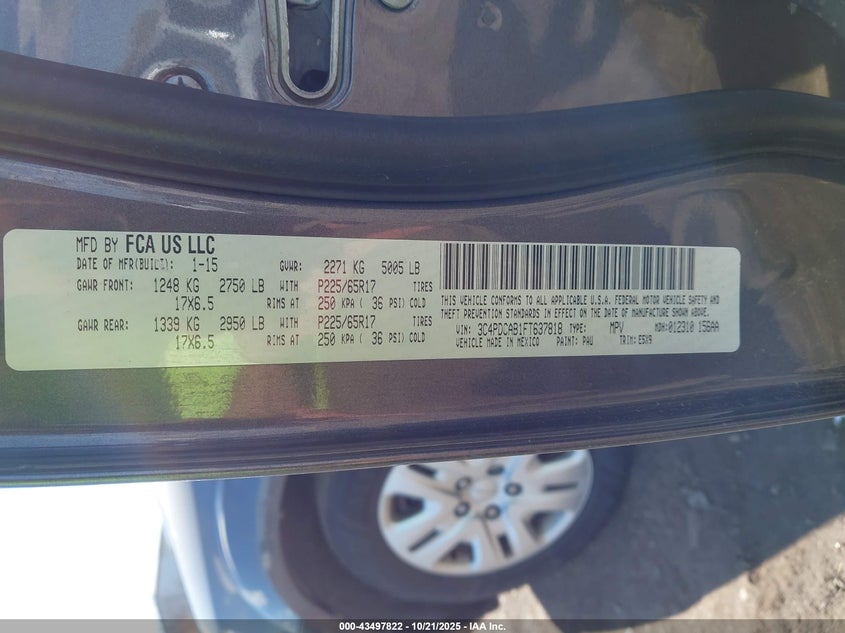 MFD BY FCA US LLC
DATE OF MFR(BUILT): 1-15 GVWR: 2271 KG 5005 LB
GAWR FRONT: 1248 KG 2750 LB WITH P225/65R17 TIRES
17X6.5 RIMS AT 250 KPA ( 36 PSI) COLD
GAWR REAR: 1339 KG 2950 LB WITH P225/65R17 TIRES
17X6.5 RIMS AT 250 KPA ( 36 PSI) COLD
THIS VEHICLE CONFORMS TO ALL APPLICABLE U.S.A. FEDERAL MOTOR VEHICLE SAFETY, BUMPER AND
THEFT PREVENTION STANDARDS IN EFFECT ON THE DATE OF MANUFACTURE SHOWN ABOVE.
VIN: 3C4PDCAB1FT637818 TYPE: MPV MDH: 012310 156AA
VEHICLE MADE IN MEXICO PAINT: PAU TRIM: E5X9
000-43497822 - 10/21/2025 - IAA Inc.